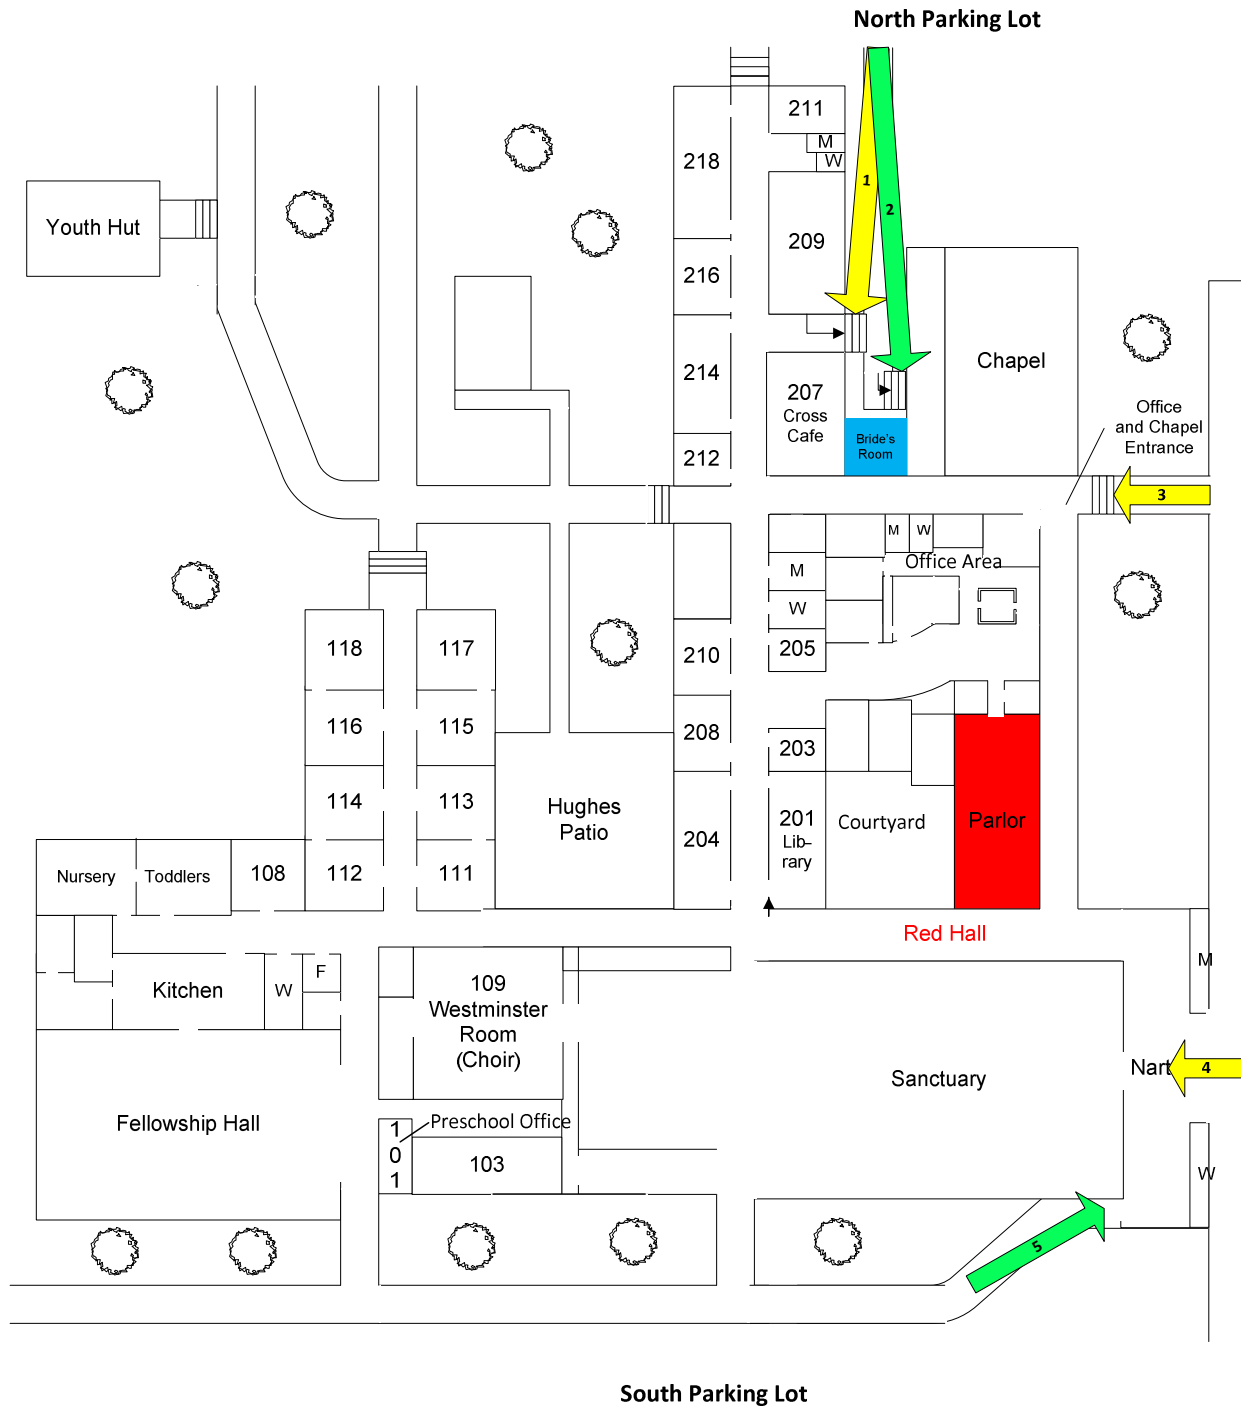 North Parking Lot
211
M
W
218
1
2
Youth Hut
209
216
Chapel
214
207
Cross
Cafe
Office
and Chapel
Entrance
Bride's
Room
212
3
M
W
Office Area
M
W
205
118
117
210
116
115
208
203
114
113
Hughes
Patio
201
Lib-
rary
Courtyard
Parlor
204
Nursery
Toddlers
108
112
111
Red Hall
M
F
W
Kitchen
109
Westminster
Room
(Choir)
Sanctuary
Nart
4
Fellowship Hall
1
0
1
Preschool Office
103
W
5
South Parking Lot